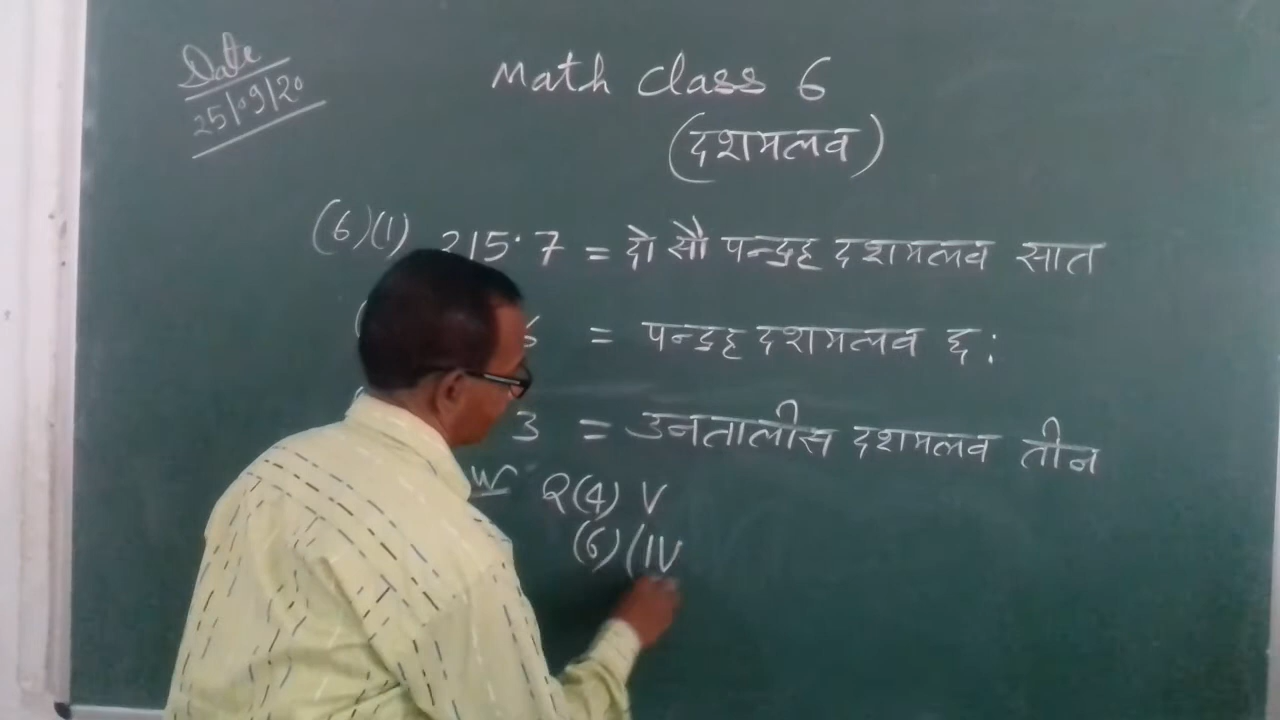 Date
25/09/20
Math Class 6
(दशमलव)
(6)(1) 215.7 = दो सौ पन्द्रह दशमलव सात
= पन्द्रह दशमलव छ:
3 = उनतालीस दशमलव तीन
W Q(4) V
(6)(IV